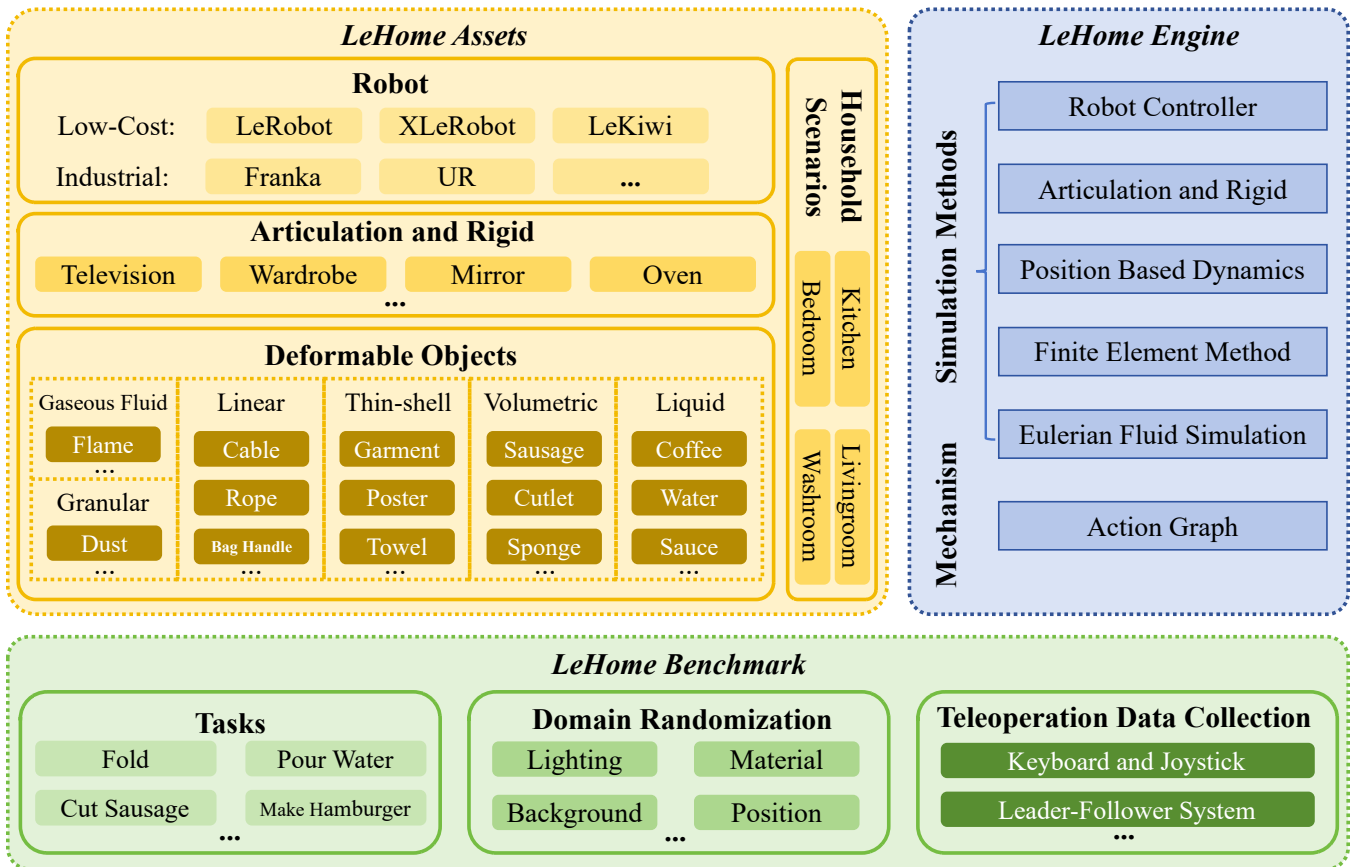 LeHome Assets
Robot
Low-Cost: LeRobot XLeRobot LeKiwi
Industrial: Franka UR ...
Articulation and Rigid
Television Wardrobe Mirror Oven
...
Deformable Objects
Gaseous Fluid
Flame
...
Granular
Dust
...
Linear
Cable
Rope
Bag Handle
...
Thin-shell
Garment
Poster
Towel
...
Volumetric
Sausage
Cutlet
Sponge
...
Liquid
Coffee
Water
Sauce
...
Household
Scenarios
Kitchen
Bedroom
Livingroom
Washroom
LeHome Engine
Simulation Methods
Robot Controller
Articulation and Rigid
Position Based Dynamics
Finite Element Method
Eulerian Fluid Simulation
Mechanism
Action Graph
LeHome Benchmark
Tasks
Fold Pour Water
Cut Sausage Make Hamburger
...
Domain Randomization
Lighting Material
Background Position
...
Teleoperation Data Collection
Keyboard and Joystick
Leader-Follower System
...